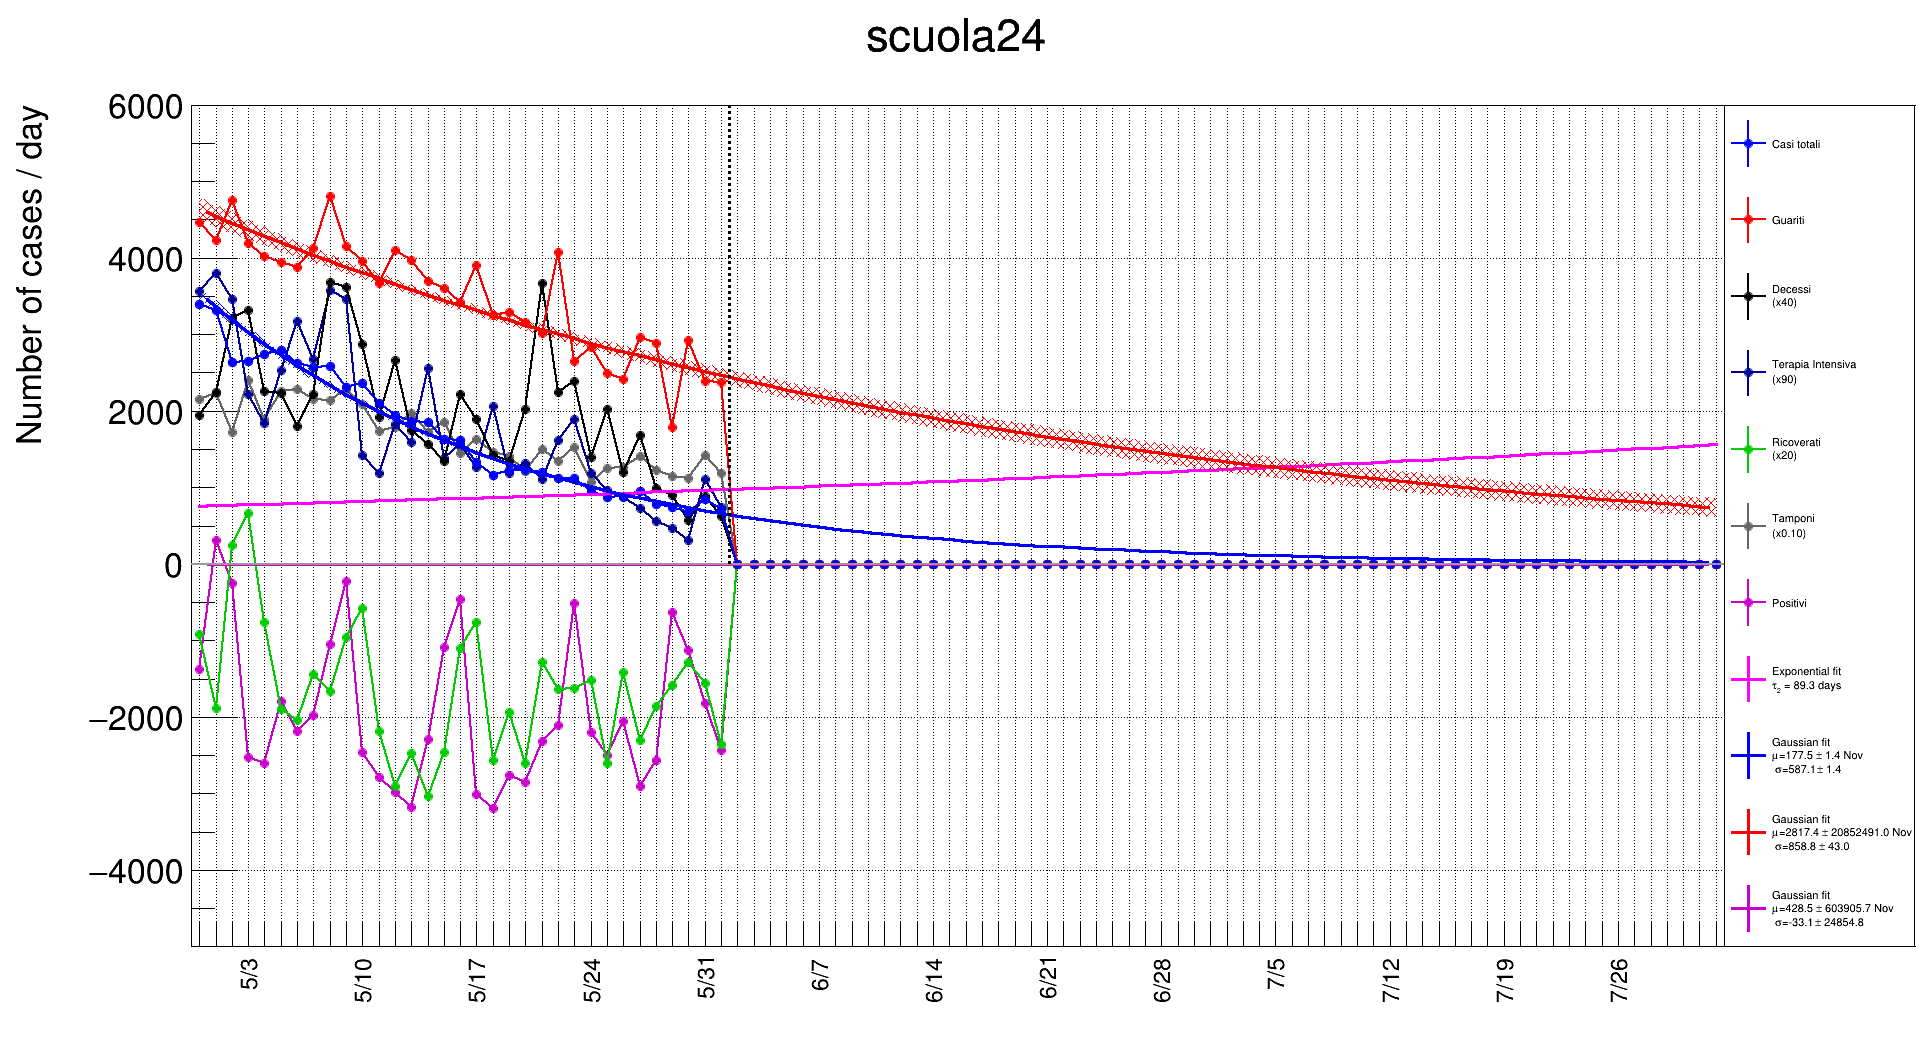 scuola24
Number of cases / day
6000
4000
2000
0
−2000
−4000
5/3
5/10
5/17
5/24
5/31
6/7
6/14
6/21
6/28
7/5
7/12
7/19
7/26
Casi totali
Guariti
Decessi
(x40)
Terapia Intensiva
(x90)
Ricoverati
(x20)
Tamponi
(x0.10)
Positivi
Exponential fit
τ₂ = 89.3 days
Gaussian fit
μ=177.5 ± 1.4 Nov
σ=587.1± 1.4
Gaussian fit
μ=2817.4 ± 20852491.0 Nov
σ=858.8 ± 43.0
Gaussian fit
μ=428.5 ± 603905.7 Nov
σ=-33.1 ± 24854.8